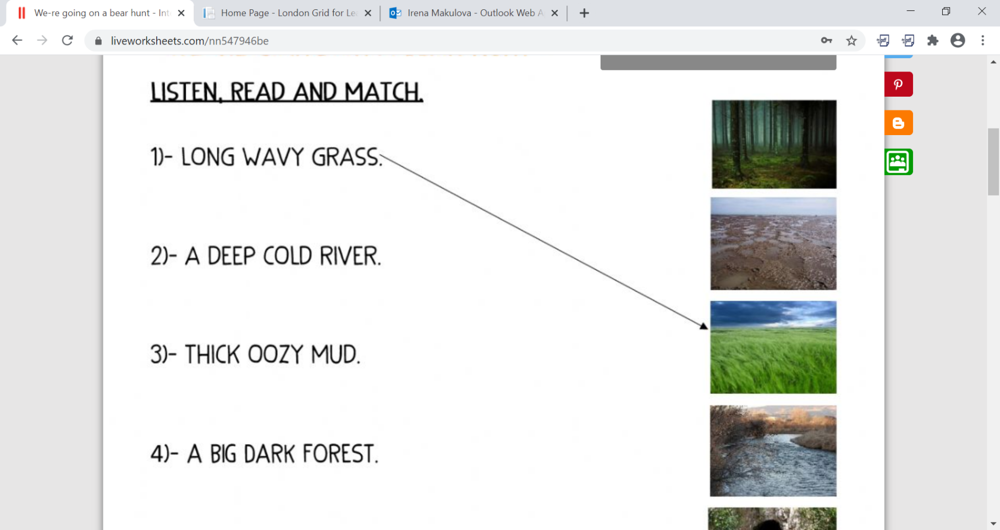 We-re going on a bear hunt - Int
Home Page - London Grid for Le
Irena Makulova - Outlook Web A
liveworksheets.com/nn547946be
LISTEN, READ AND MATCH.
1)- LONG WAVY GRASS.
2)- A DEEP COLD RIVER.
3)- THICK OOZY MUD.
4)- A BIG DARK FOREST.